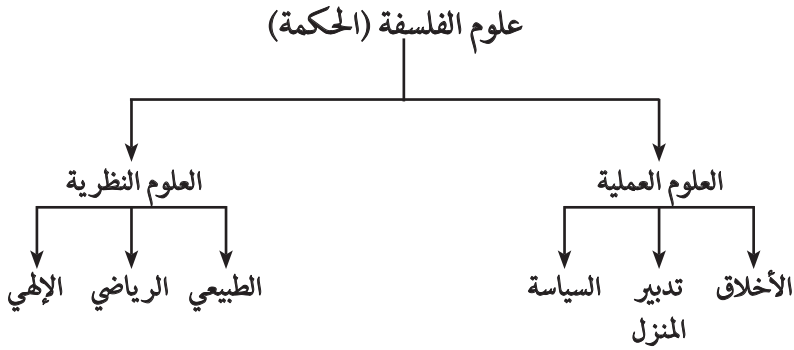 علوم الفلسفة (الحكمة)
العلوم العملية
العلوم النظرية
الأخلاق
تدبير
المنزل
السياسة
الطبيعي
الرياضي
الإلهي